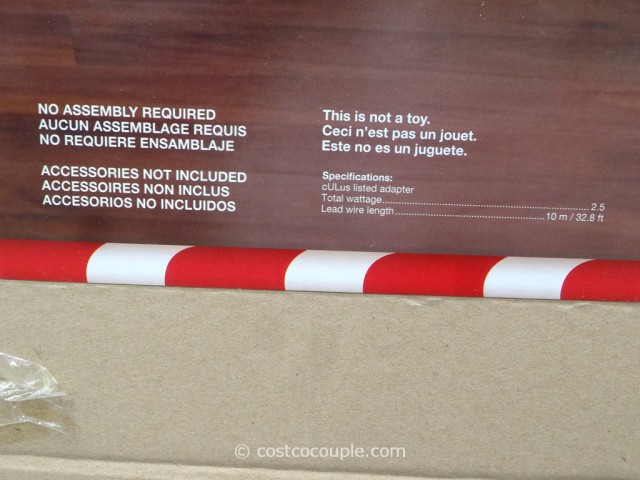 NO ASSEMBLY REQUIRED
AUCUN ASSEMBLAGE REQUIS
NO REQUIERE ENSAMBLAJE
ACCESSORIES NOT INCLUDED
ACCESSOIRES NON INCLUS
ACCESORIOS NO INCLUIDOS
This is not a toy.
Ceci n'est pas un jouet.
Este no es un juguete.
Specifications:
cULus listed adapter
Total wattage........................................................................ 2.5
Lead wire length.................................................... 10 m / 32.8 ft
© costcocouple.com